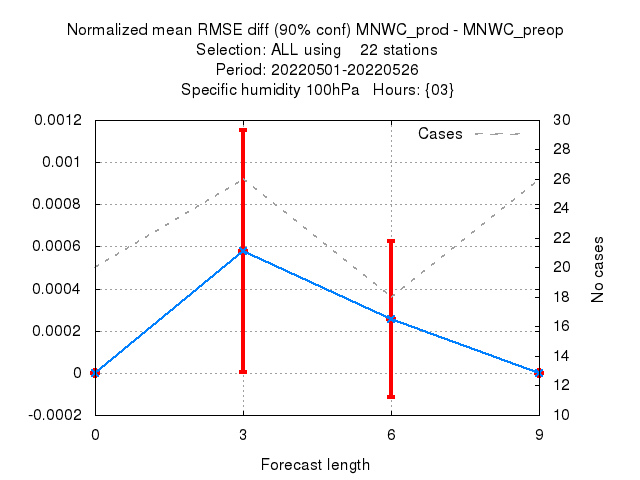 Normalized mean RMSE diff (90% conf) MNWC_prod - MNWC_preop
Selection: ALL using    22 stations
Period: 20220501-20220526
Specific humidity 100hPa   Hours: {03}
Cases
0.0012
0.001
0.0008
0.0006
0.0004
0.0002
0
-0.0002
30
28
26
24
22
20
18
16
14
12
10
No cases
0 3 6 9
Forecast length